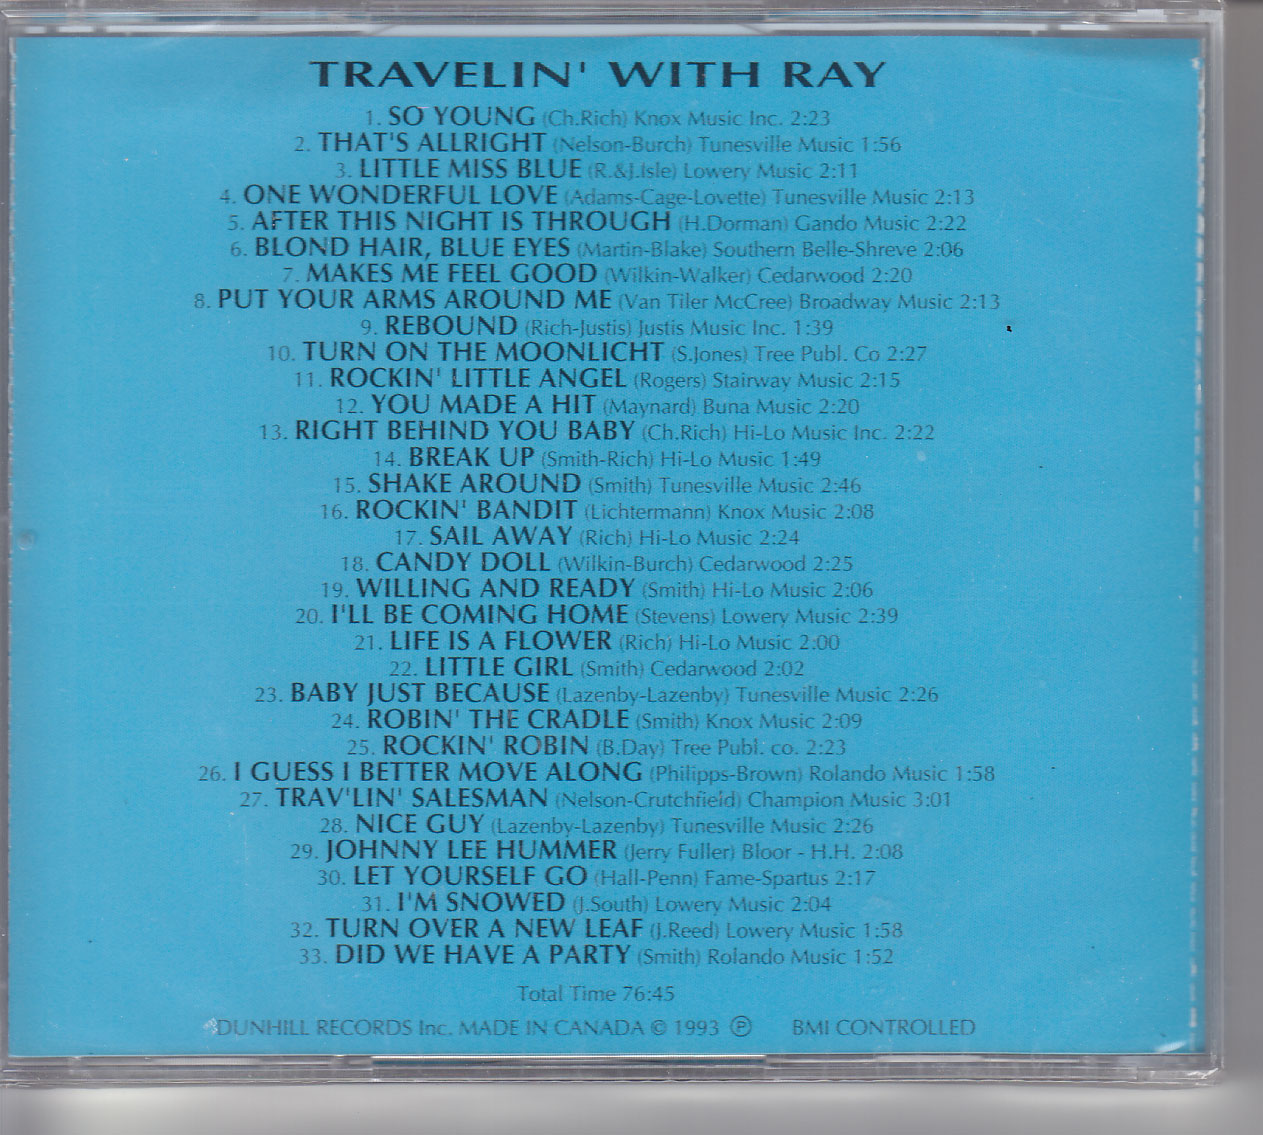 TRAVELIN' WITH RAY
1. SO YOUNG (Ch.Rich) Knox Music Inc. 2:23
2. THAT'S ALLRIGHT (Nelson-Burch) Tunesville Music 1:56
3. LITTLE MISS BLUE (R.&J.Isle) Lowery Music 2:11
4. ONE WONDERFUL LOVE (Adams-Cage-Lovette) Tunesville Music 2:13
5. AFTER THIS NIGHT IS THROUGH (H.Dorman) Gando Music 2:22
6. BLOND HAIR, BLUE EYES (Martin-Blake) Southern Belle-Shreve 2:06
7. MAKES ME FEEL GOOD (Wilkin-Walker) Cedarwood 2:20
8. PUT YOUR ARMS AROUND ME (Van Tiler McCree) Broadway Music 2:13
9. REBOUND (Rich-Justis) Justis Music Inc. 1:39
10. TURN ON THE MOONLICHT (S.Jones) Tree Publ. Co 2:27
11. ROCKIN' LITTLE ANGEL (Rogers) Stairway Music 2:15
12. YOU MADE A HIT (Maynard) Buna Music 2:20
13. RIGHT BEHIND YOU BABY (Ch.Rich) Hi-Lo Music Inc. 2:22
14. BREAK UP (Smith-Rich) Hi-Lo Music 1:49
15. SHAKE AROUND (Smith) Tunesville Music 2:46
16. ROCKIN' BANDIT (Lichtermann) Knox Music 2:08
17. SAIL AWAY (Rich) Hi-Lo Music 2:24
18. CANDY DOLL (Wilkin-Burch) Cedarwood 2:25
19. WILLING AND READY (Smith) Hi-Lo Music 2:06
20. I'LL BE COMING HOME (Stevens) Lowery Music 2:39
21. LIFE IS A FLOWER (Rich) Hi-Lo Music 2:00
22. LITTLE GIRL (Smith) Cedarwood 2:02
23. BABY JUST BECAUSE (Lazenby-Lazenby) Tunesville Music 2:26
24. ROBIN' THE CRADLE (Smith) Knox Music 2:09
25. ROCKIN' ROBIN (B.Day) Tree Publ. co. 2:23
26. I GUESS I BETTER MOVE ALONG (Philipps-Brown) Rolando Music 1:58
27. TRAV'LIN' SALESMAN (Nelson-Crutchfield) Champion Music 3:01
28. NICE GUY (Lazenby-Lazenby) Tunesville Music 2:26
29. JOHNNY LEE HUMMER (Jerry Fuller) Bloor - H.H. 2:08
30. LET YOURSELF GO (Hall-Penn) Fame-Spartus 2:17
31. I'M SNOWED (J.South) Lowery Music 2:04
32. TURN OVER A NEW LEAF (J.Reed) Lowery Music 1:58
33. DID WE HAVE A PARTY (Smith) Rolando Music 1:52
Total Time 76:45
DUNHILL RECORDS Inc. MADE IN CANADA © 1993 ℗ BMI CONTROLLED